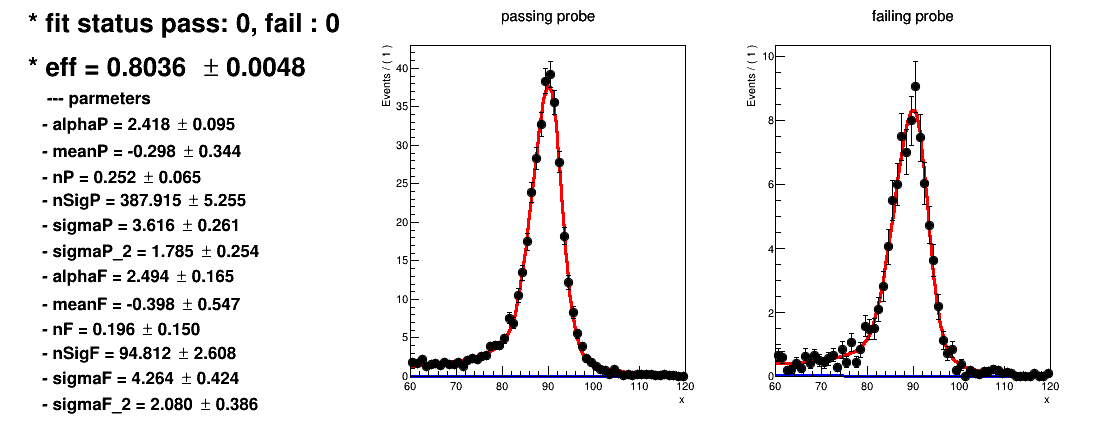 * fit status pass: 0, fail : 0
* eff = 0.8036 ± 0.0048
--- parmeters
- alphaP = 2.418 ± 0.095
- meanP = -0.298 ± 0.344
- nP = 0.252 ± 0.065
- nSigP = 387.915 ± 5.255
- sigmaP = 3.616 ± 0.261
- sigmaP_2 = 1.785 ± 0.254
- alphaF = 2.494 ± 0.165
- meanF = -0.398 ± 0.547
- nF = 0.196 ± 0.150
- nSigF = 94.812 ± 2.608
- sigmaF = 4.264 ± 0.424
- sigmaF_2 = 2.080 ± 0.386
passing probe
Events / ( 1 )
40
35
30
25
20
15
10
5
0
60 70 80 90 100 110 120
x
failing probe
Events / ( 1 )
10
8
6
4
2
0
60 70 80 90 100 110 120
x